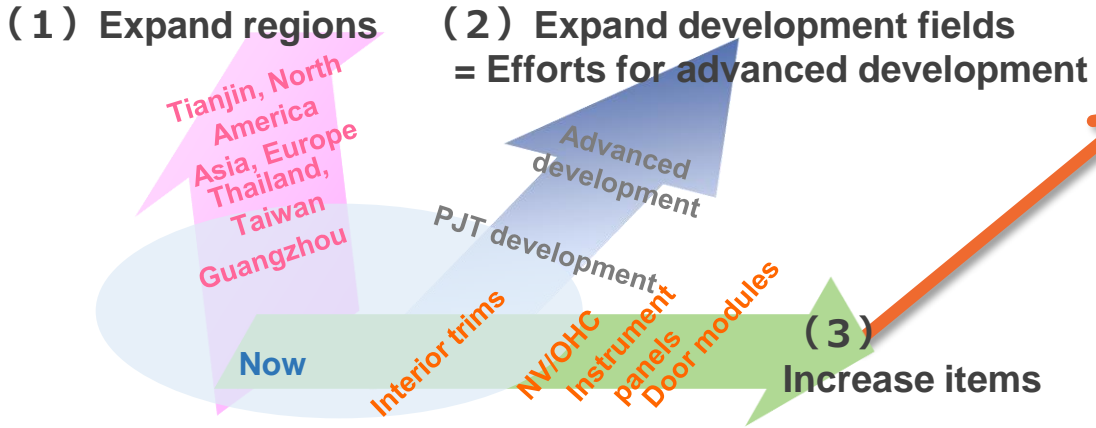 （1）Expand regions
（2）Expand development fields
= Efforts for advanced development
Tianjin, North
America
Asia, Europe
Thailand,
Taiwan
Guangzhou
Advanced
development
PJT development
Now
Interior trims
NV/OHC
Instrument
panels
Door modules
（3）
Increase items